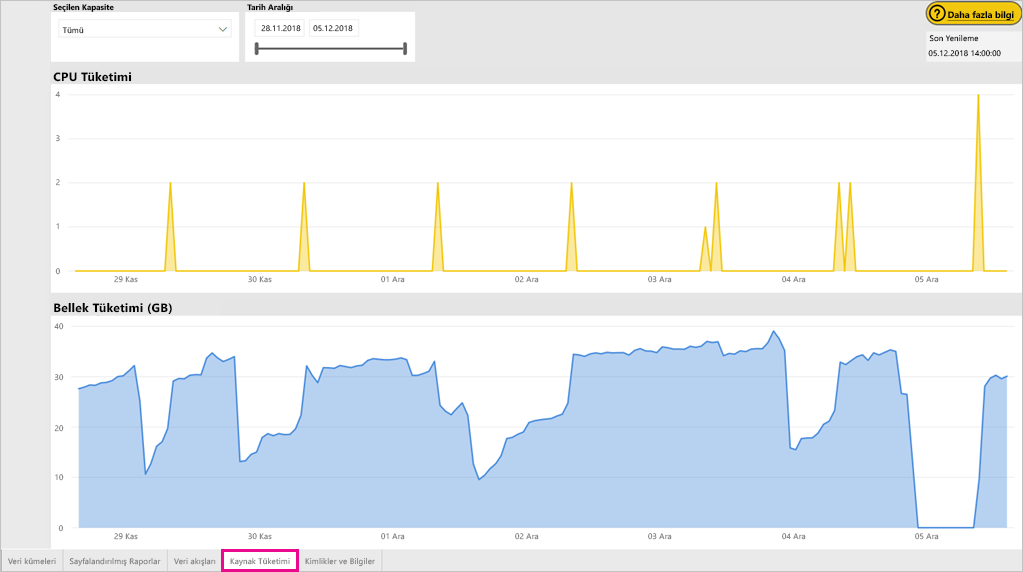 Seçilen Kapasite
Tümü
Tarih Aralığı
28.11.2018 05.12.2018
? Daha fazla bilgi
Son Yenileme
05.12.2018 14:00:00
CPU Tüketimi
4
3
2
1
0
29 Kas 30 Kas 01 Ara 02 Ara 03 Ara 04 Ara 05 Ara
Bellek Tüketimi (GB)
40
30
20
10
0
29 Kas 30 Kas 01 Ara 02 Ara 03 Ara 04 Ara 05 Ara
Veri kümeleri Sayfalandırılmış Raporlar Veri akışları Kaynak Tüketimi Kimlikler ve Bilgiler